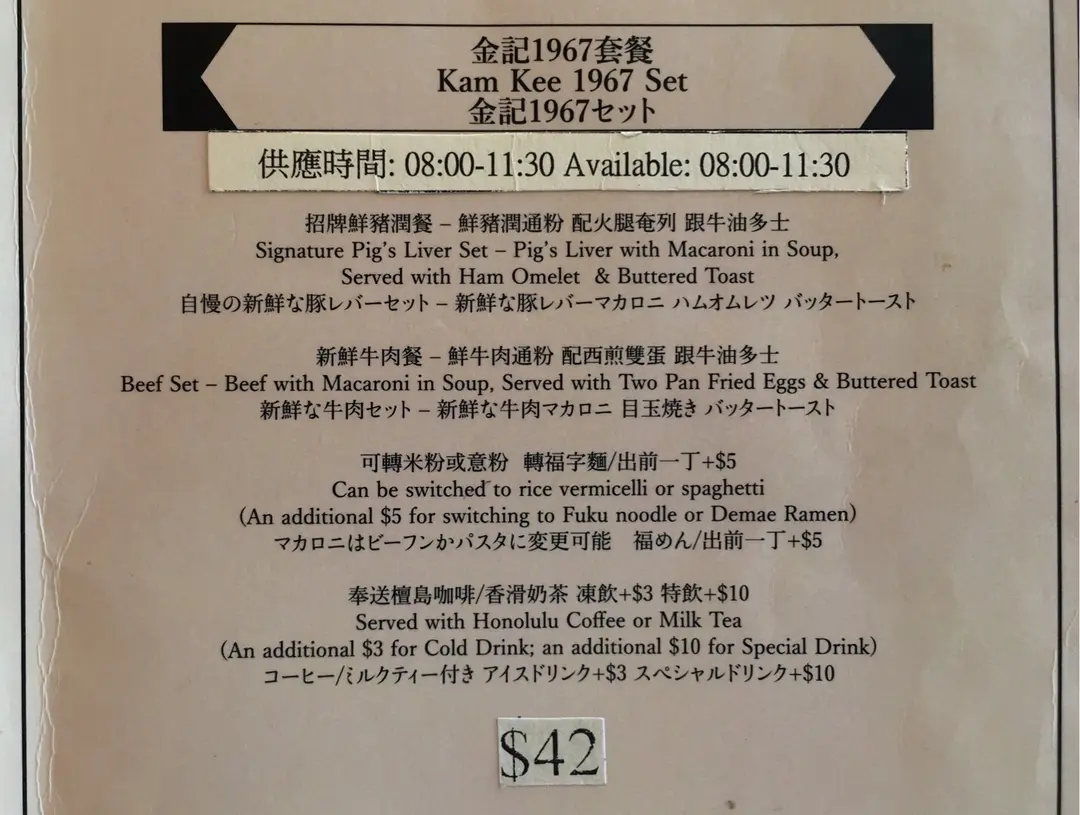 金記1967套餐
Kam Kee 1967 Set
金記1967セット
供應時間: 08:00-11:30 Available: 08:00-11:30
招牌鮮豬潤餐 – 鮮豬潤通粉 配火腿奄列 跟牛油多士
Signature Pig's Liver Set – Pig's Liver with Macaroni in Soup,
Served with Ham Omelet & Buttered Toast
自慢の新鮮な豚レバーセット – 新鮮な豚レバーマカロニ ハムオムレツ バッタートースト
新鮮牛肉餐 – 鮮牛肉通粉 配西煎雙蛋 跟牛油多士
Beef Set – Beef with Macaroni in Soup, Served with Two Pan Fried Eggs & Buttered Toast
新鮮な牛肉セット – 新鮮な牛肉マカロニ 目玉焼き バッタートースト
可轉米粉或意粉 轉福字麵/出前一丁+$5
Can be switched to rice vermicelli or spaghetti
(An additional $5 for switching to Fuku noodle or Demae Ramen)
マカロニはビーフンかパスタに変更可能 福めん/出前一丁+$5
奉送檀島咖啡/香滑奶茶 凍飲+$3 特飲+$10
Served with Honolulu Coffee or Milk Tea
(An additional $3 for Cold Drink; an additional $10 for Special Drink)
コーヒー/ミルクティー付き アイスドリンク+$3 スペシャルドリンク+$10
$42